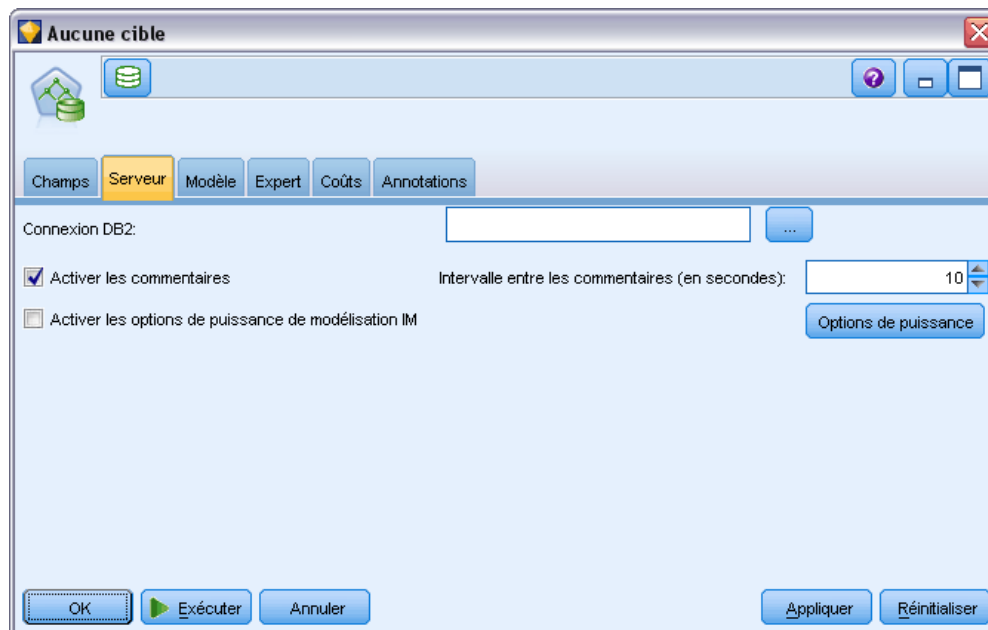 Aucune cible
?
Champs Serveur Modèle Expert Coûts Annotations
Connexion DB2: ...
Activer les commentaires Intervalle entre les commentaires (en secondes): 10
Activer les options de puissance de modélisation IM Options de puissance
OK Exécuter Annuler Appliquer Réinitialiser